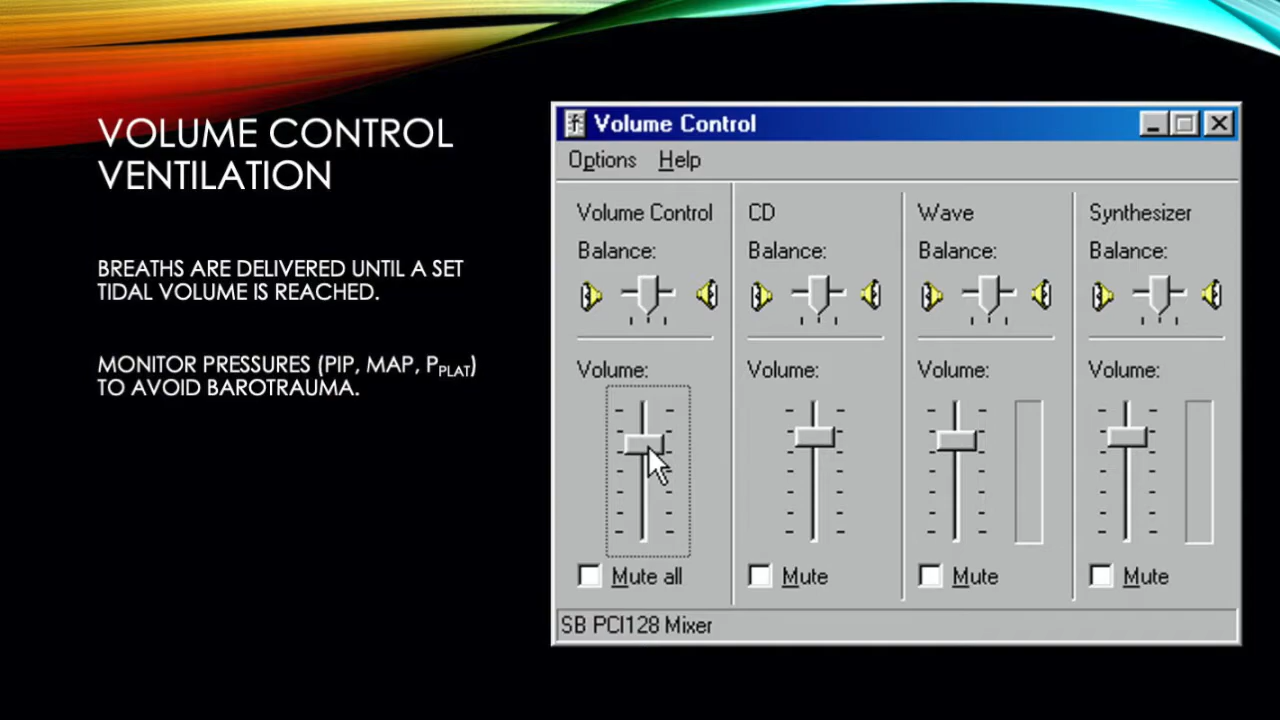 VOLUME CONTROL
VENTILATION
BREATHS ARE DELIVERED UNTIL A SET
TIDAL VOLUME IS REACHED.
MONITOR PRESSURES (PIP, MAP, PPLAT)
TO AVOID BAROTRAUMA.
Volume Control
Options Help
Volume Control CD Wave Synthesizer
Balance: Balance: Balance: Balance:
Volume: Volume: Volume: Volume:
Mute all Mute Mute Mute
SB PCI128 Mixer